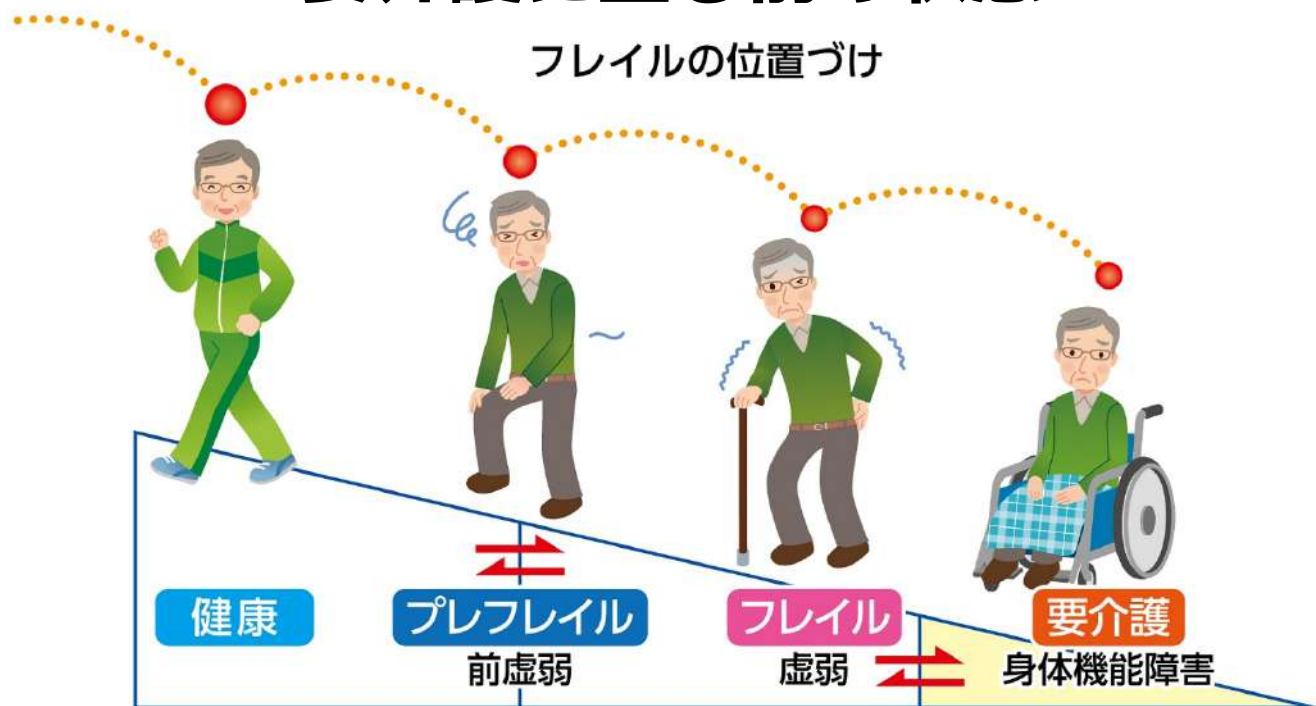 フレイルの位置づけ
健康
プレフレイル
前虚弱
フレイル
虚弱
要介護
身体機能障害